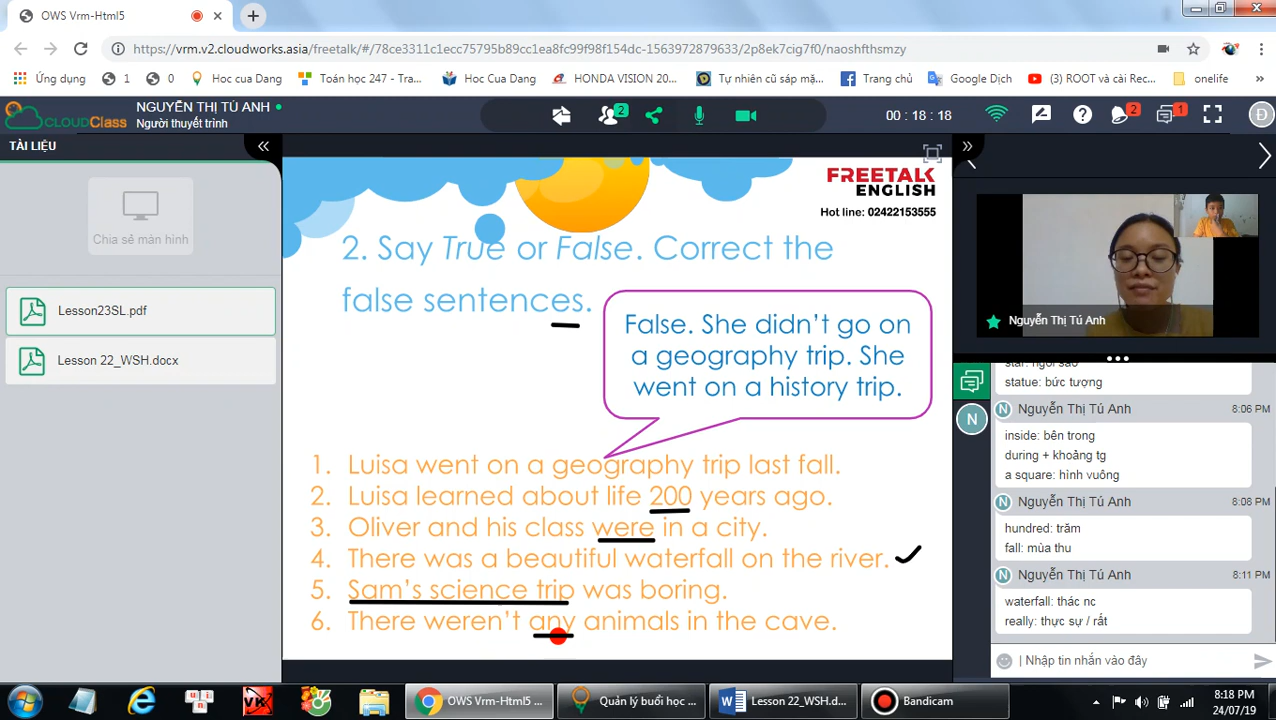 OWS Vrm-Html5
https://vrm.v2.cloudworks.asia/freetalk/#/78ce3311c1ecc75795b89cc1ea8fc99f98f154dc-1563972879633/2p8ek7cig7f0/naoshfthsmzy
Ứng dụng 1 0 Hoc cua Dang Toán học 247 - Tra... Học Cua Dang HONDA VISION 20... Tự nhiên cũ sáp mặ... Trang chủ Google Dịch (3) ROOT và cài Rec... onelife »
CLOUDClass
NGUYỄN THỊ TÚ ANH
Người thuyết trình
2
00 : 18 : 18
2
1
Đ
TÀI LIỆU
Chia sẻ màn hình
Lesson23SL.pdf
Lesson 22_WSH.docx
FREETALK
ENGLISH
Hot line: 02422153555
2. Say True or False. Correct the
false sentences.
False. She didn't go on
a geography trip. She
went on a history trip.
1. Luisa went on a geography trip last fall.
2. Luisa learned about life 200 years ago.
3. Oliver and his class were in a city.
4. There was a beautiful waterfall on the river.
5. Sam's science trip was boring.
6. There weren't any animals in the cave.
Nguyễn Thị Tú Anh
star: ngôi sao
statue: bức tượng
N Nguyễn Thị Tú Anh 8:06 PM
inside: bên trong
during + khoảng tg
a square: hình vuông
N Nguyễn Thị Tú Anh 8:08 PM
hundred: trăm
fall: mùa thu
N Nguyễn Thị Tú Anh 8:11 PM
waterfall: thác nc
really: thực sự / rất
N
Nhập tin nhắn vào đây
OWS Vrm-Html5 ...
Quản lý buổi học ...
Lesson 22_WSH.d...
Bandicam
8:18 PM
24/07/19